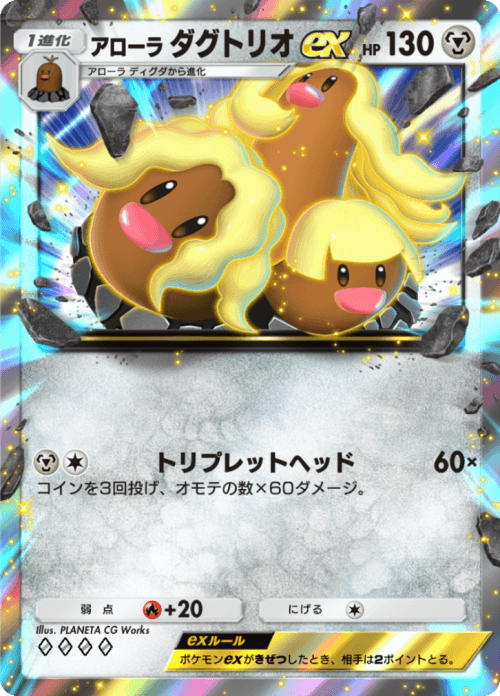 1進化 アローラ ダグトリオ ex HP 130
アローラ ディグダから進化
トリプレットヘッド 60×
コインを3回投げ、オモテの数×60ダメージ。
弱点 +20 にげる
Illus. PLANETA CG Works
exルール
ポケモンexがきぜつしたとき、相手は2ポイントとる。